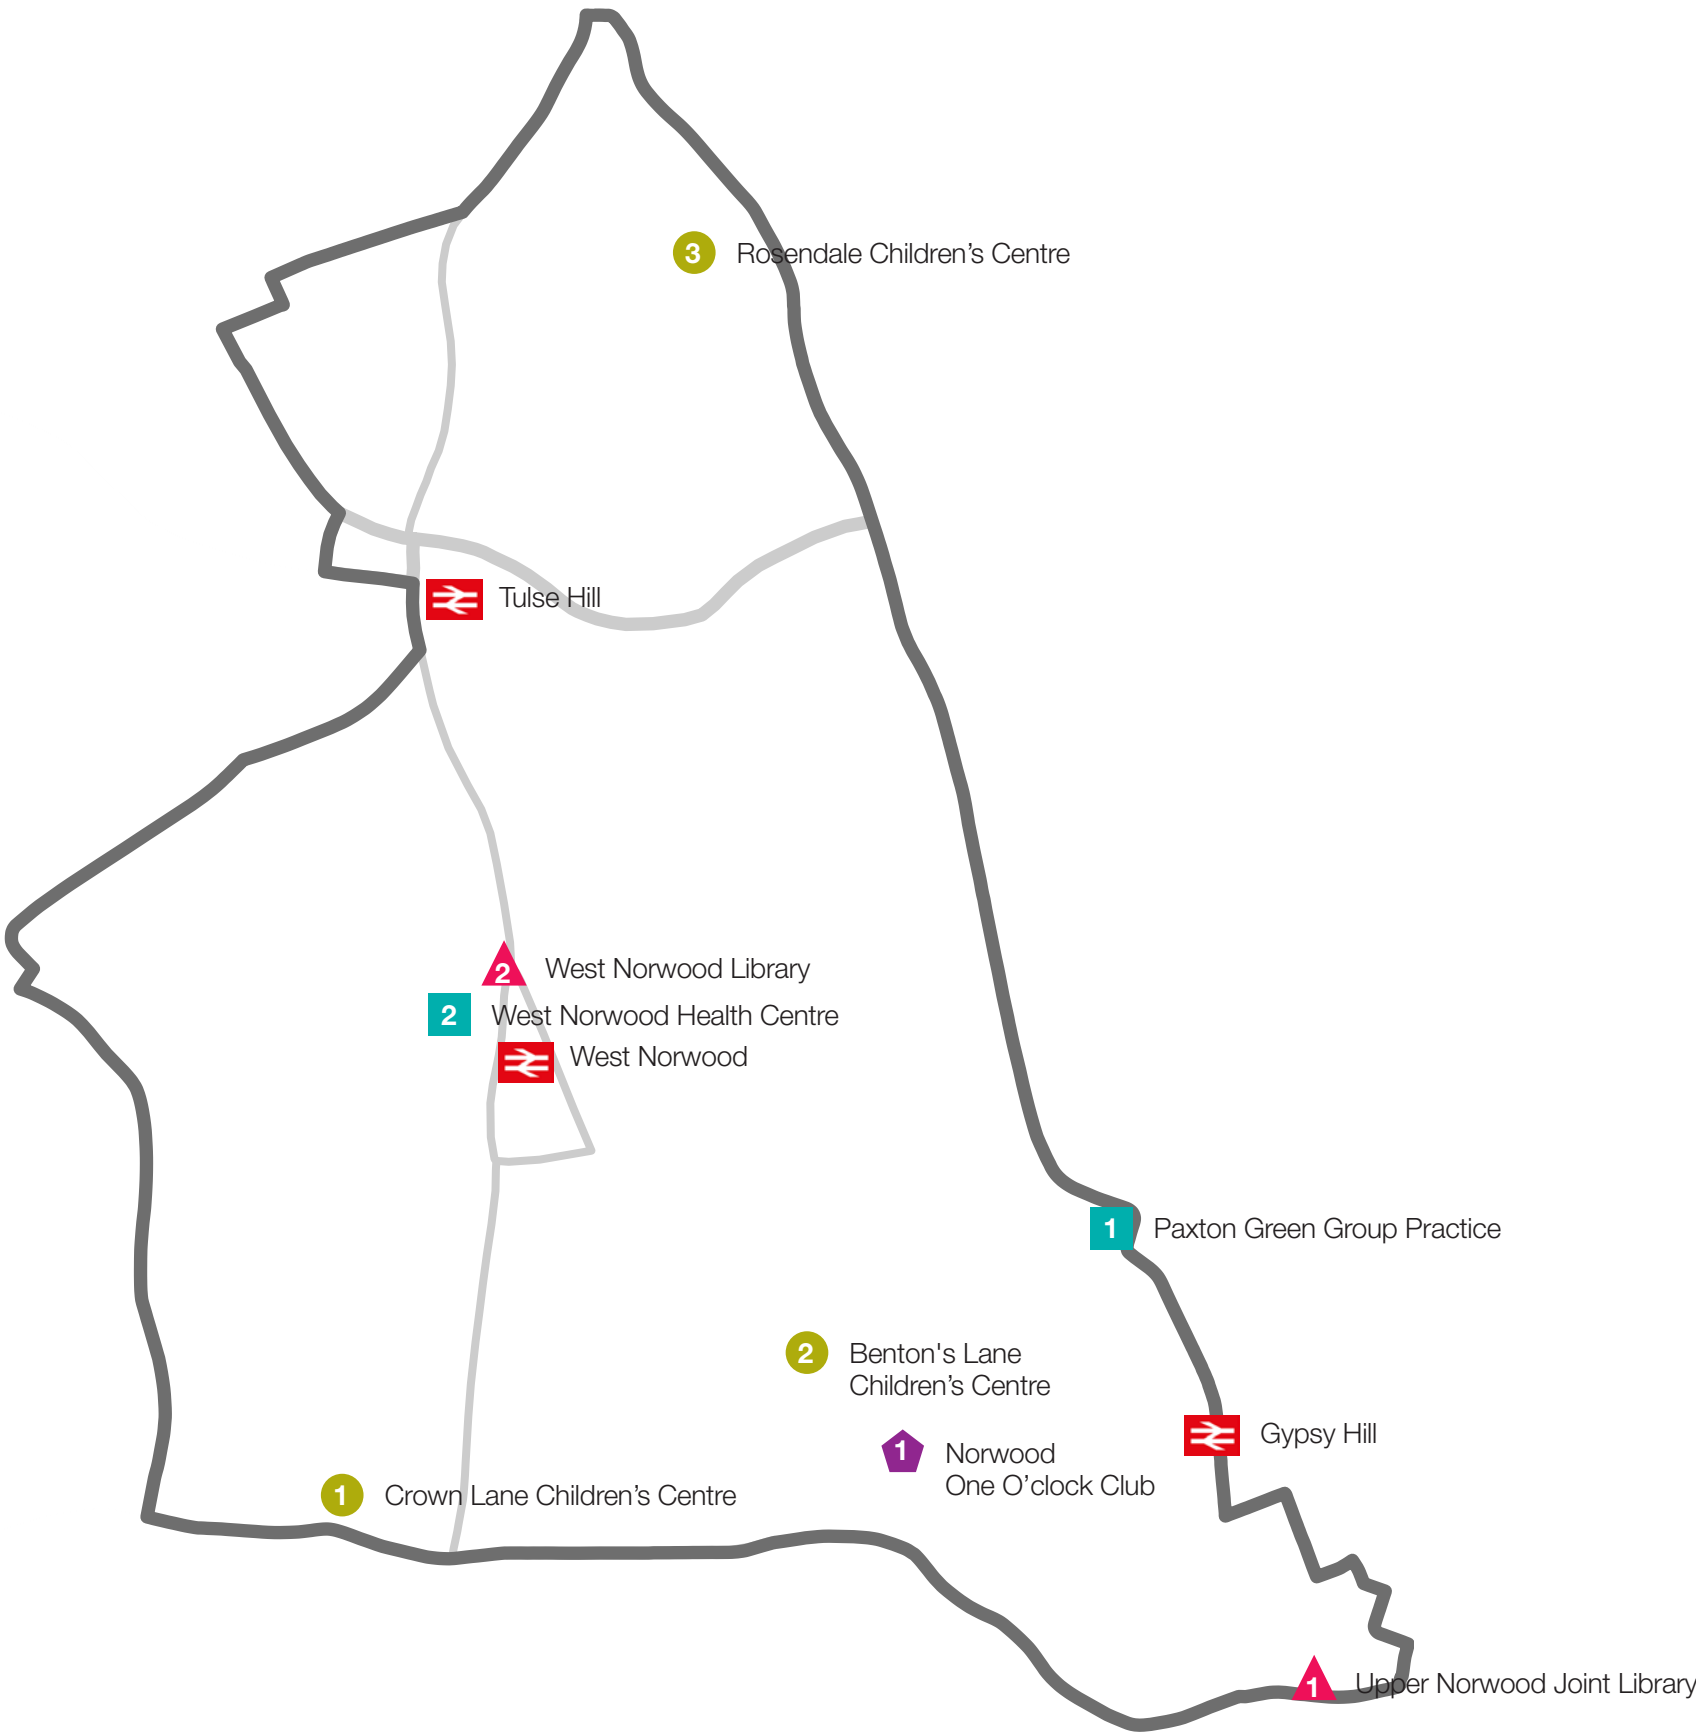 3 Rosendale Children’s Centre
Tulse Hill
2 West Norwood Library
2 West Norwood Health Centre
West Norwood
1 Paxton Green Group Practice
2 Benton's Lane
Children’s Centre
Gypsy Hill
1 Norwood
One O’clock Club
1 Crown Lane Children’s Centre
1 Upper Norwood Joint Library